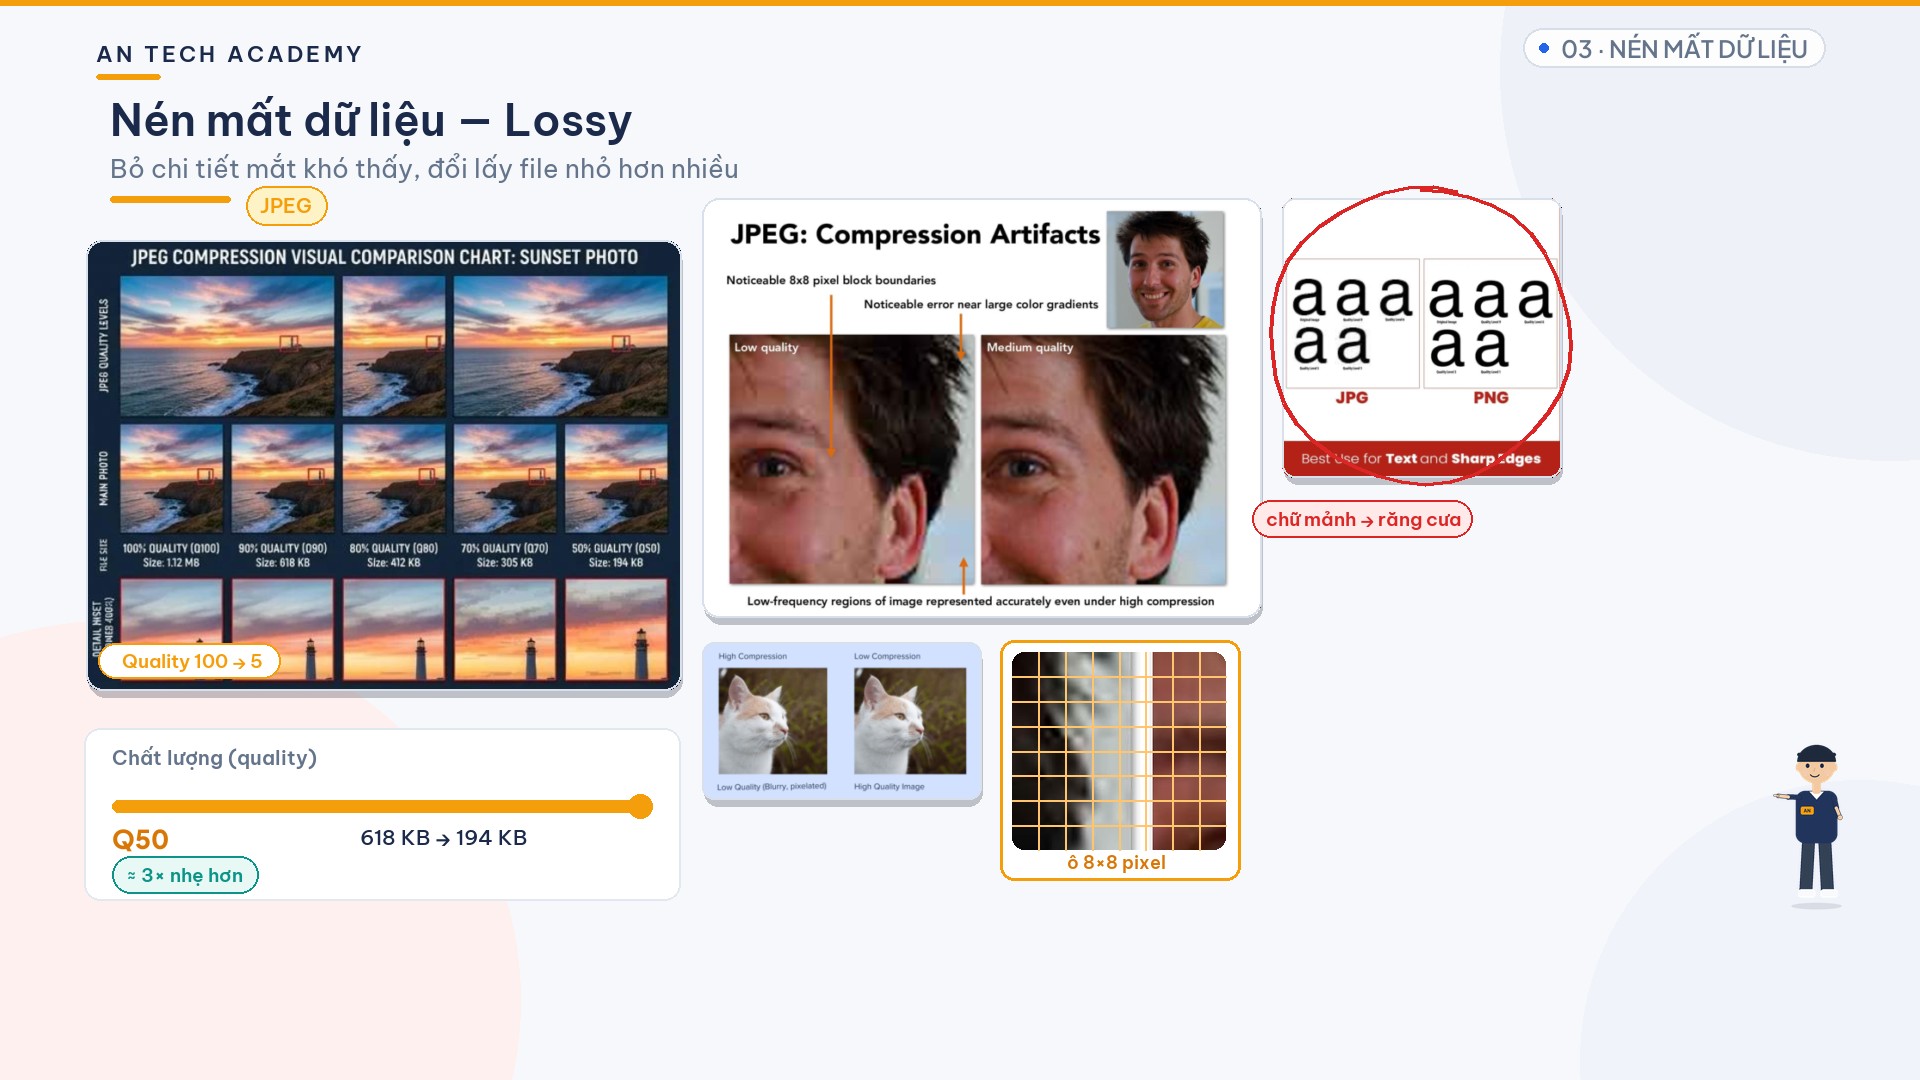 AN TECH ACADEMY
03 · NÉN MẤT DỮ LIỆU
Nén mất dữ liệu — Lossy
Bỏ chi tiết mắt khó thấy, đổi lấy file nhỏ hơn nhiều
JPEG
JPEG COMPRESSION VISUAL COMPARISON CHART: SUNSET PHOTO
JPEG QUALITY LEVELS
MAIN PHOTO
FILE SIZE
100% QUALITY (Q100)
Size: 1.12 MB
90% QUALITY (Q90)
Size: 618 KB
80% QUALITY (Q80)
Size: 412 KB
70% QUALITY (Q70)
Size: 305 KB
50% QUALITY (Q50)
Size: 194 KB
Quality 100 → 5
Chất lượng (quality)
Q50
618 KB → 194 KB
≈ 3× nhẹ hơn
JPEG: Compression Artifacts
Noticeable 8x8 pixel block boundaries
Noticeable error near large color gradients
Low quality
Medium quality
Low-frequency regions of image represented accurately even under high compression
High Compression
Low Compression
Low Quality (Blurry, pixelated)
High Quality Image
ô 8×8 pixel
a a a
a a
JPG
a a a
a a
PNG
Best Use for Text and Sharp Edges
chữ mảnh → răng cưa
AN